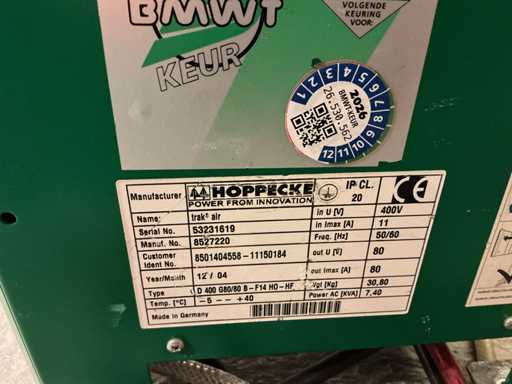 BMWT
KEUR
VOLGENDE
KEURING VOOR:
1 2 3 4 5 6 7 8 9 10 11 12
2026
BMWT-KEUR
26.530.562
Manufacturer HOPPECKE IP CL.
POWER FROM INNOVATION 20
CE
Name: trak® air in U [V] 400V
Serial No. 53231619 in Imax [A] 11
Manuf. No. 8527220 Freq. [Hz] 50/60
Customer
Ident No. 8501404558-11150184 out U [V] 80
Year/Month 12 / 04 out Imax [A] 80
Type D 400 G80/80 B-F14 HO-HF Wgt [Kg] 30,80
Temp. [°C] -5 -- +40 Power AC [KVA] 7,40
Made in Germany